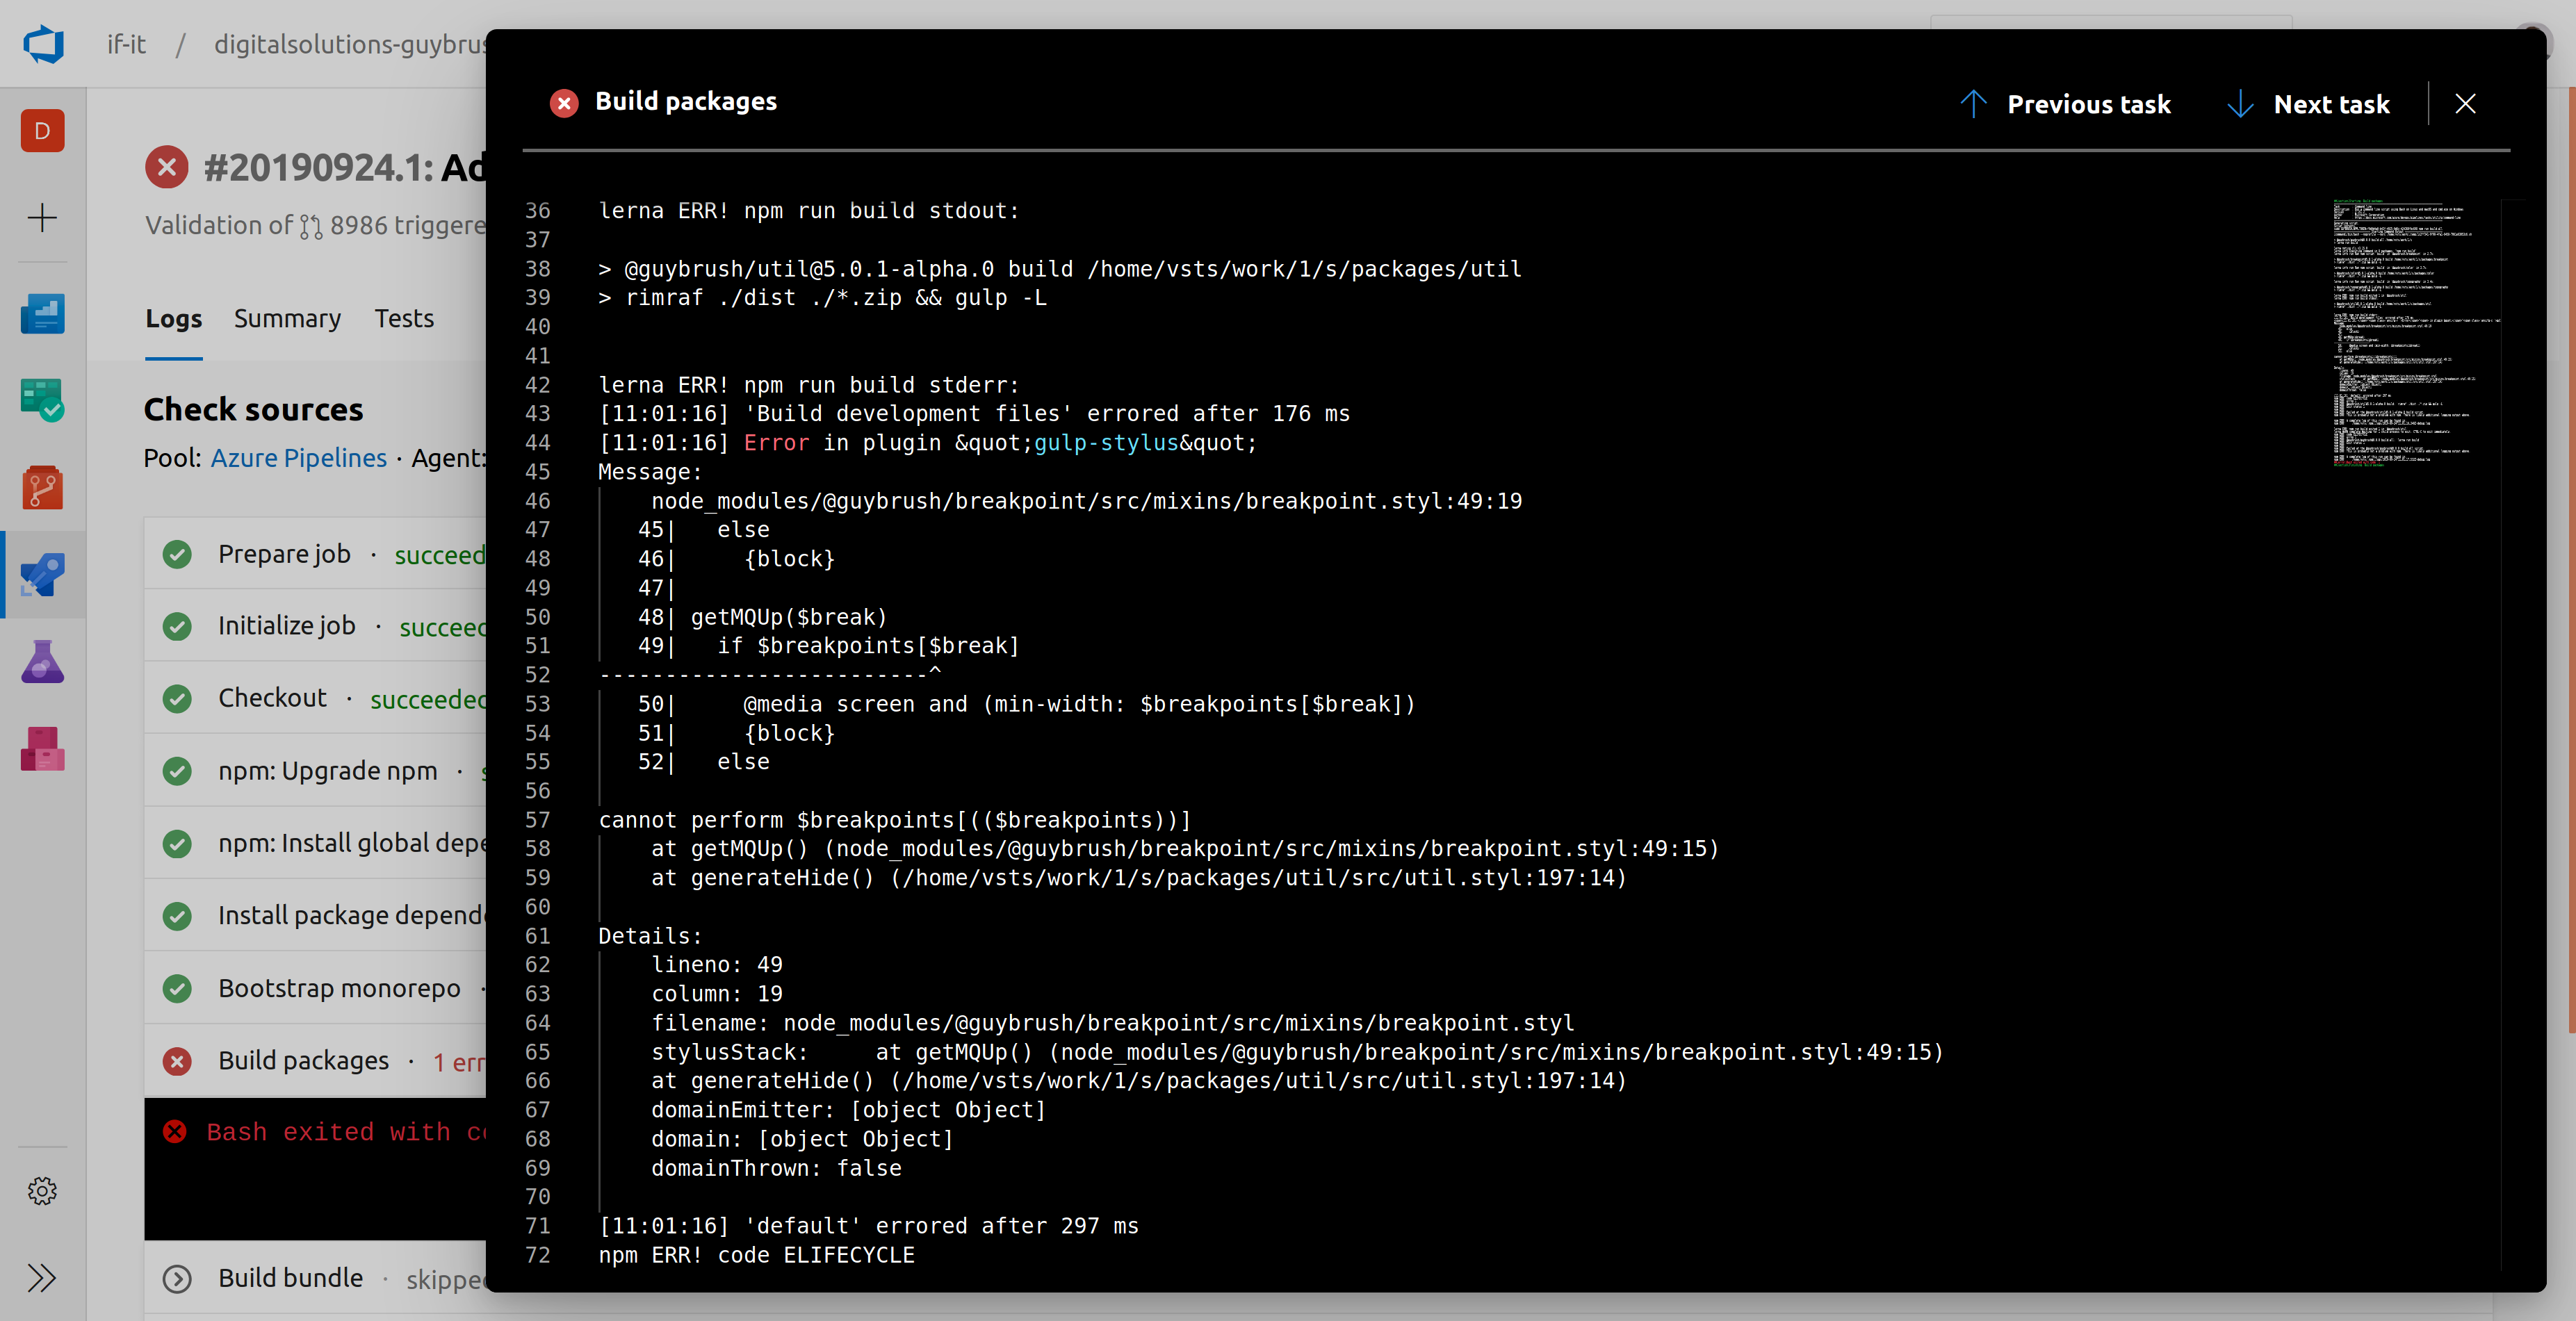 if-it / digitalsolutions-guybrus
D
#20190924.1: Ad
Validation of 8986 triggere
Logs Summary Tests
Check sources
Pool: Azure Pipelines · Agent:
Prepare job · succeed
Initialize job · succeed
Checkout · succeeded
npm: Upgrade npm · s
npm: Install global depe
Install package depend
Bootstrap monorepo ·
Build packages · 1 err
Bash exited with co
Build bundle · skipped
Build packages
Previous task
Next task
36 lerna ERR! npm run build stdout:
37
38 > @guybrush/util@5.0.1-alpha.0 build /home/vsts/work/1/s/packages/util
39 > rimraf ./dist ./*.zip && gulp -L
40
41
42 lerna ERR! npm run build stderr:
43 [11:01:16] 'Build development files' errored after 176 ms
44 [11:01:16] Error in plugin &quot;gulp-stylus&quot;
45 Message:
46 node_modules/@guybrush/breakpoint/src/mixins/breakpoint.styl:49:19
47 45| else
48 46| {block}
49 47|
50 48| getMQUp($break)
51 49| if $breakpoints[$break]
52 -------------------------^
53 50| @media screen and (min-width: $breakpoints[$break])
54 51| {block}
55 52| else
56
57 cannot perform $breakpoints[(($breakpoints))]
58 at getMQUp() (node_modules/@guybrush/breakpoint/src/mixins/breakpoint.styl:49:15)
59 at generateHide() (/home/vsts/work/1/s/packages/util/src/util.styl:197:14)
60
61 Details:
62 lineno: 49
63 column: 19
64 filename: node_modules/@guybrush/breakpoint/src/mixins/breakpoint.styl
65 stylusStack: at getMQUp() (node_modules/@guybrush/breakpoint/src/mixins/breakpoint.styl:49:15)
66 at generateHide() (/home/vsts/work/1/s/packages/util/src/util.styl:197:14)
67 domainEmitter: [object Object]
68 domain: [object Object]
69 domainThrown: false
70
71 [11:01:16] 'default' errored after 297 ms
72 npm ERR! code ELIFECYCLE